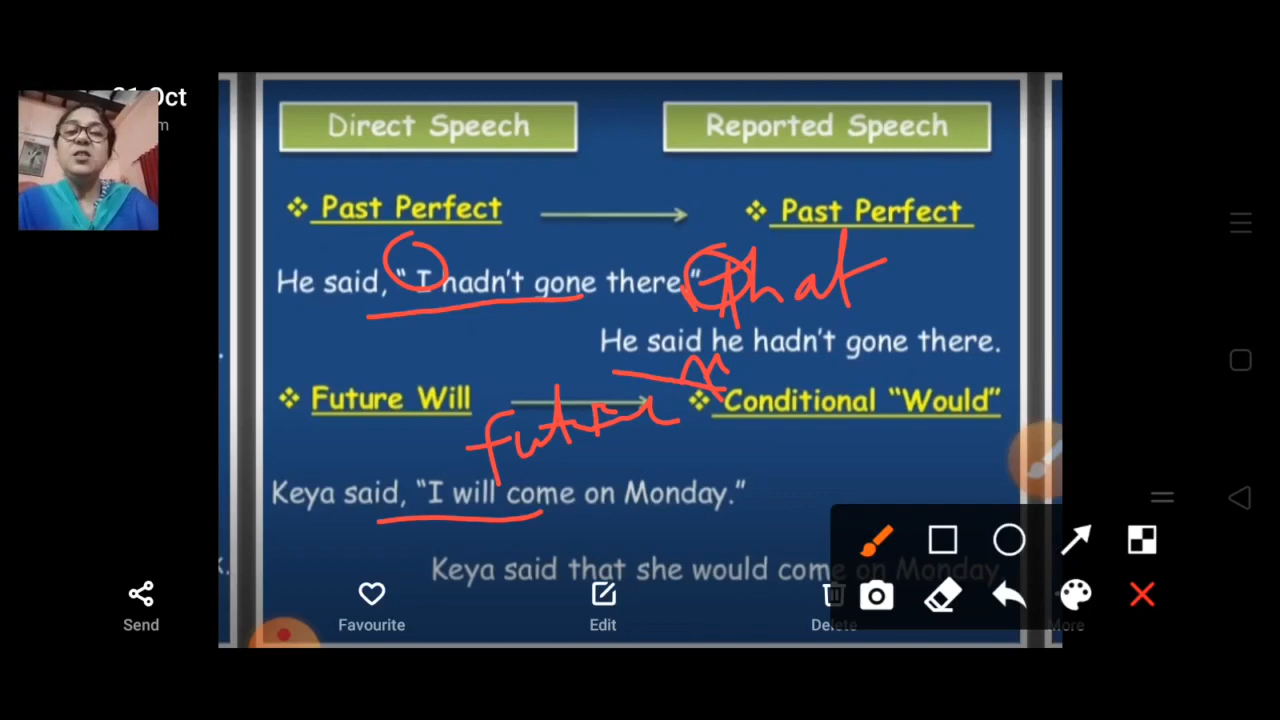 21 Oct
Direct Speech
Reported Speech
❖ Past Perfect
❖ Past Perfect
He said, “ I hadn't gone there.”
that
He said he hadn't gone there.
❖ Future Will
❖ Conditional “Would”
future
Keya said, “I will come on Monday.”
Keya said that she would come on Monday
Send
Favourite
Edit
Delete
More